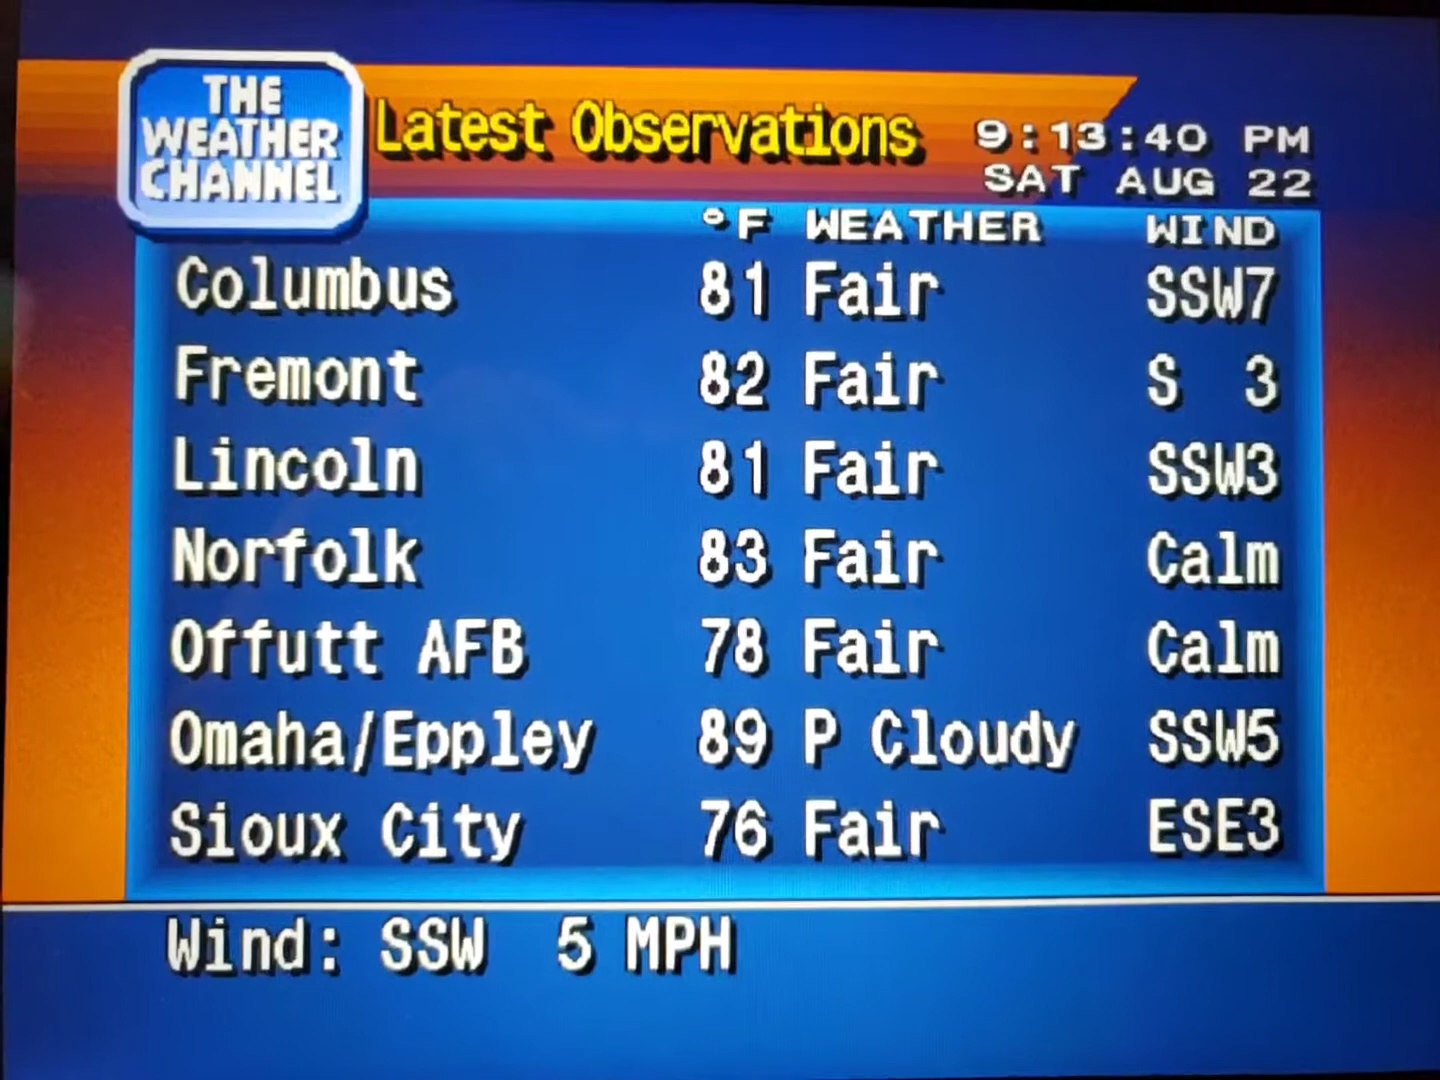 THE
WEATHER
CHANNEL
Latest Observations
9:13:40 PM
SAT AUG 22
°F WEATHER WIND
Columbus 81 Fair SSW7
Fremont 82 Fair S 3
Lincoln 81 Fair SSW3
Norfolk 83 Fair Calm
Offutt AFB 78 Fair Calm
Omaha/Eppley 89 P Cloudy SSW5
Sioux City 76 Fair ESE3
Wind: SSW 5 MPH